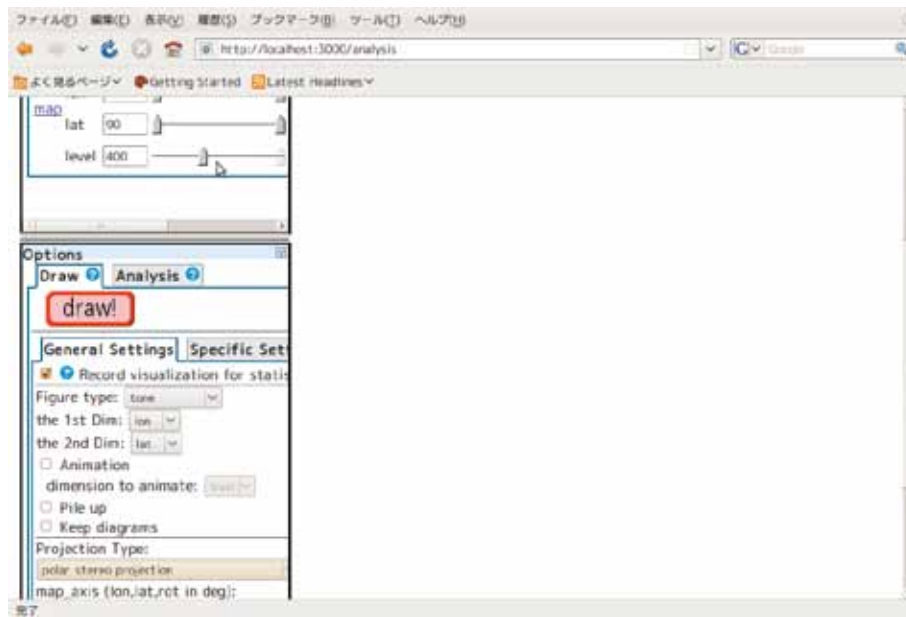 ファイル(F) 編集(E) 表示(V) 履歴(S) ブックマーク(B) ツール(T) ヘルプ(H)
http://localhost:3000/analysis
Google
よく見るページ Getting Started Latest Headlines
map
lat 90
level 400
Options
Draw Analysis
draw!
General Settings Specific Set
Record visualization for statis
Figure type: tone
the 1st Dim: lon
the 2nd Dim: lat
Animation
dimension to animate:
Pile up
Keep diagrams
Projection Type:
polar stereo projection
map_axis (lon,lat,rot in deg):
完了